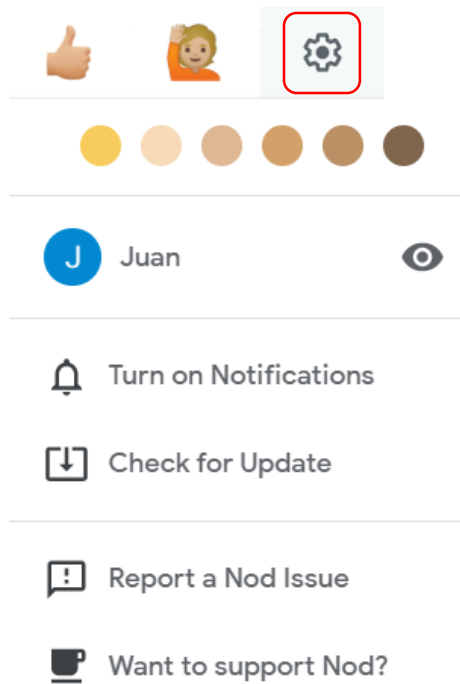 J Juan
Turn on Notifications
Check for Update
Report a Nod Issue
Want to support Nod?